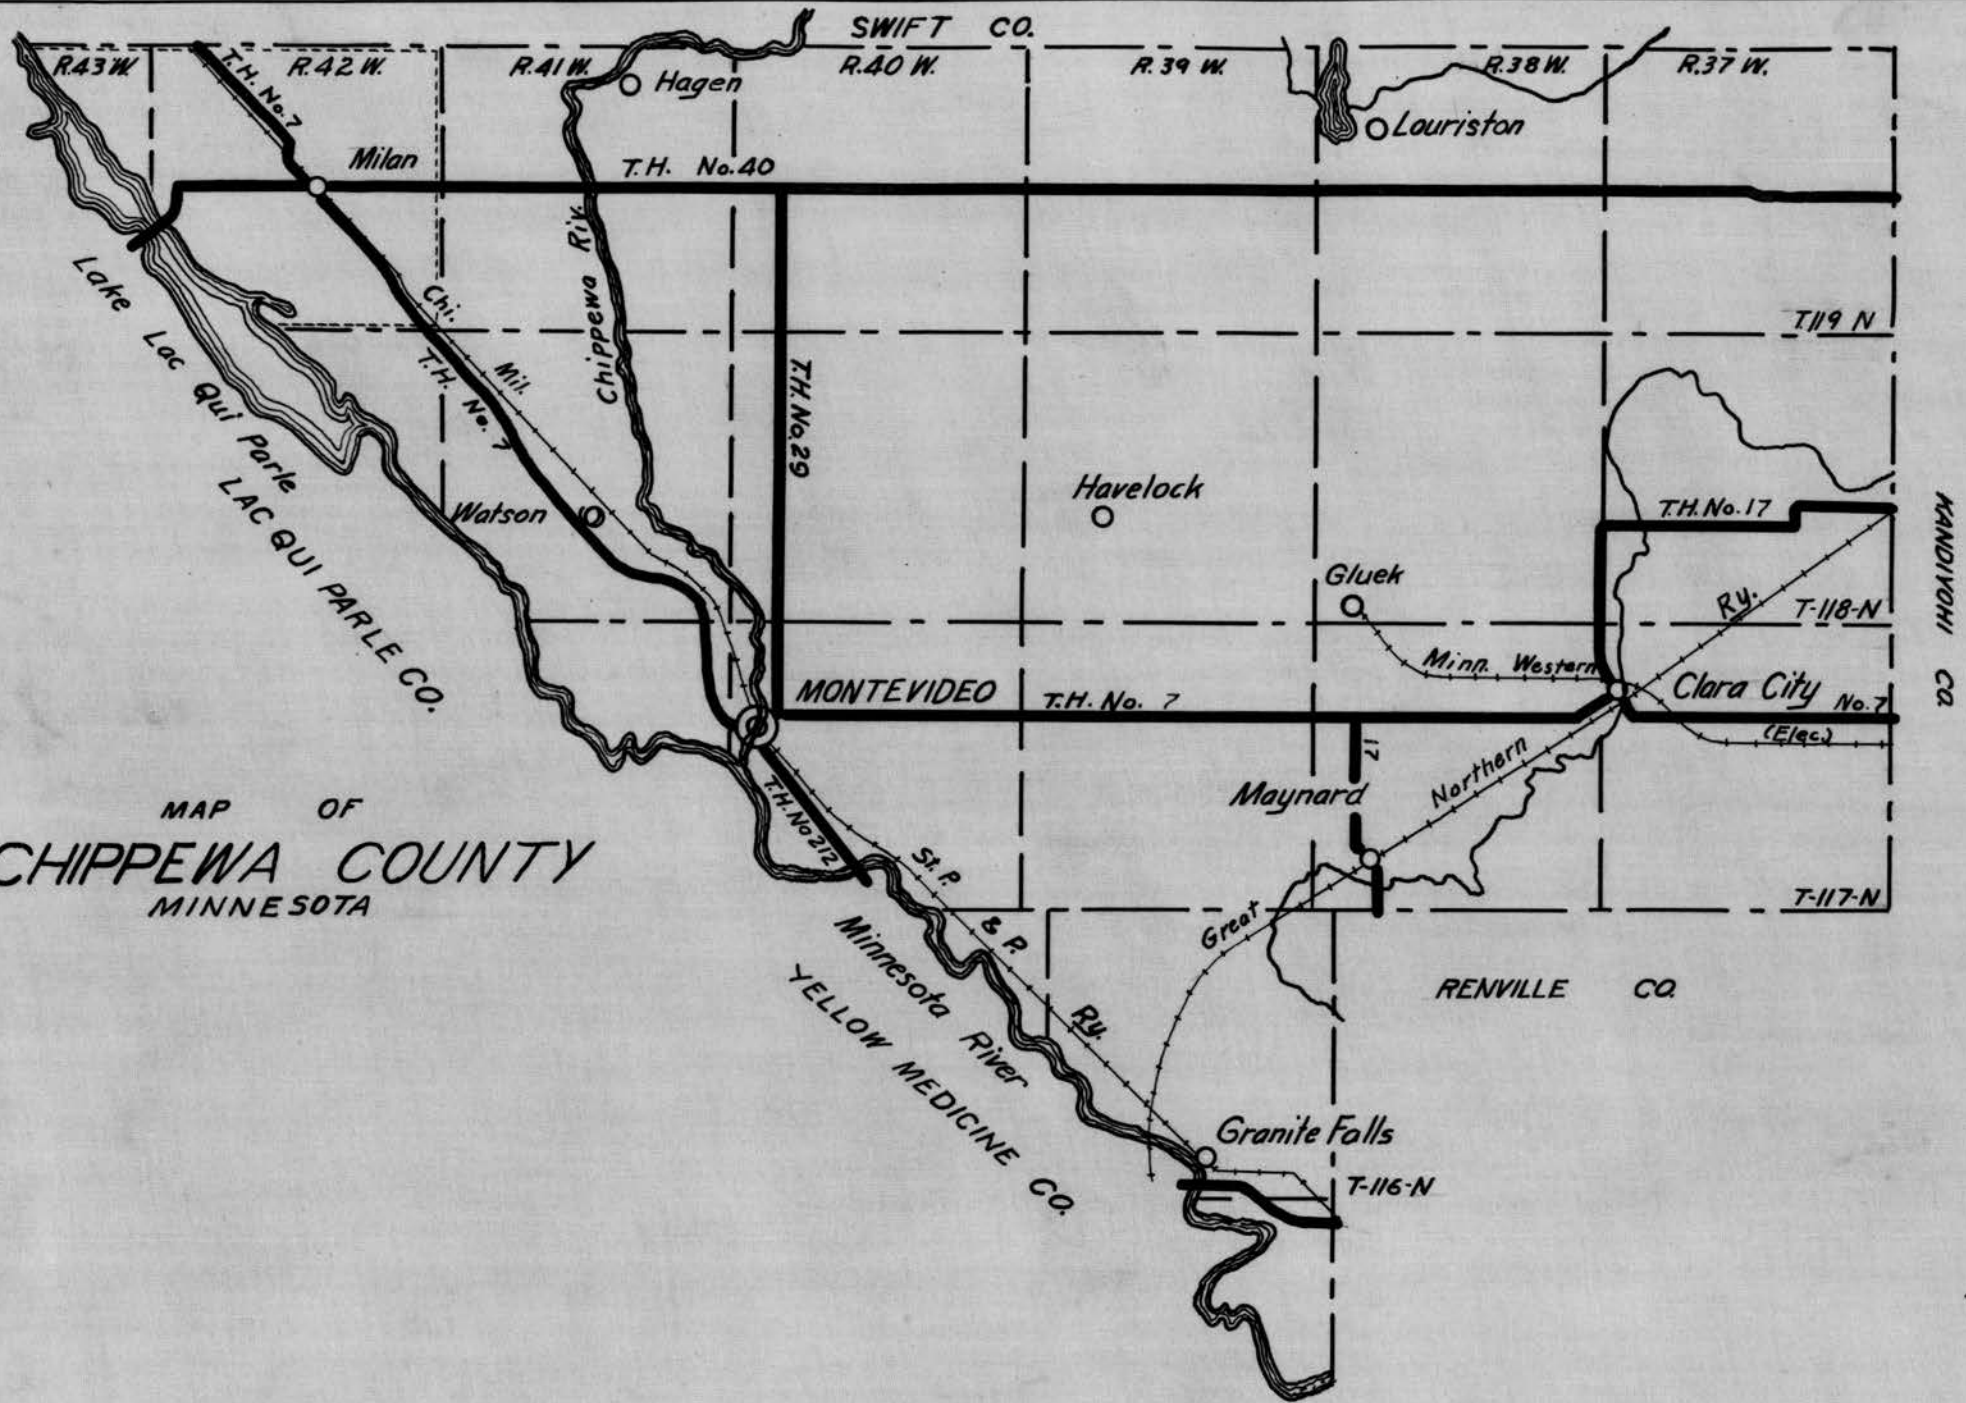 SWIFT CO.
R.43 W. R.42 W. R.41 W. R.40 W. R.39 W. R.38 W. R.37 W.
T.H. No. 7
Hagen
Louriston
Milan
T.H. No. 40
Chippewa Riv.
Lake Lac Qui Parle
LAC QUI PARLE CO.
Chi. Mil.
T.H. No. 7
T.119 N
T.H. No. 29
Havelock
Watson
T.H. No. 17
KANDIYOHI CO.
Gluek
Ry.
T-118-N
Minn. Western
MONTEVIDEO
T.H. No. 7
Clara City
No. 7
(Elec.)
17
Northern
Maynard
T.H. No 212
MAP OF
CHIPPEWA COUNTY
MINNESOTA
St. P. & P. Ry.
T-117-N
Great
Minnesota River
YELLOW MEDICINE CO.
RENVILLE CO.
Granite Falls
T-116-N